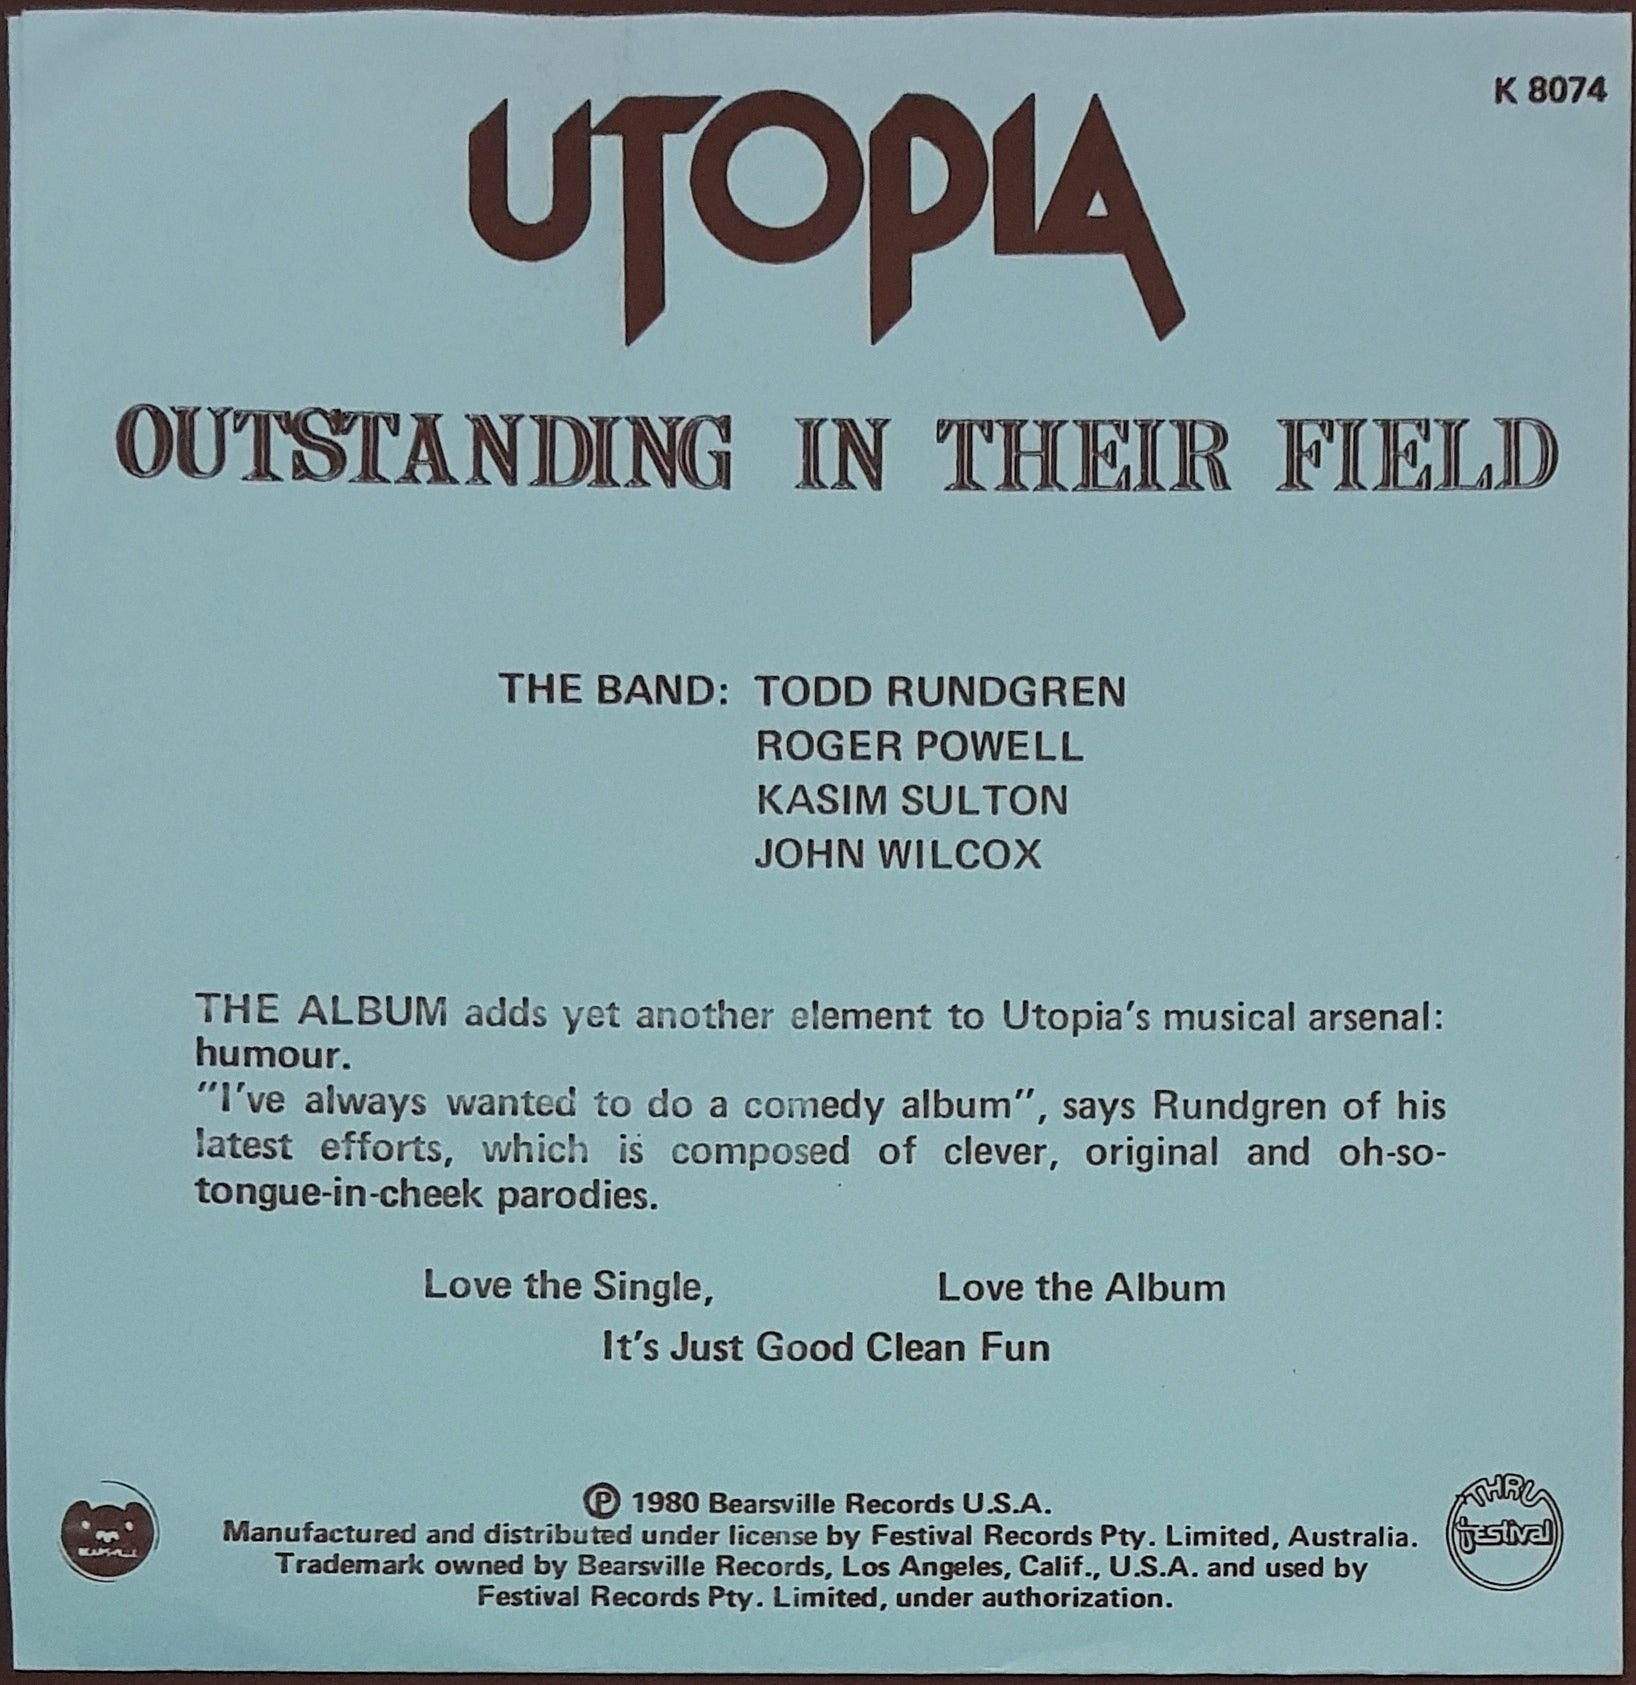 K 8074
UTOPIA
OUTSTANDING IN THEIR FIELD
THE BAND: TODD RUNDGREN
ROGER POWELL
KASIM SULTON
JOHN WILCOX
THE ALBUM adds yet another element to Utopia's musical arsenal:
humour.
"I've always wanted to do a comedy album", says Rundgren of his
latest efforts, which is composed of clever, original and oh-so-
tongue-in-cheek parodies.
Love the Single, Love the Album
It's Just Good Clean Fun
Ⓟ 1980 Bearsville Records U.S.A.
Manufactured and distributed under license by Festival Records Pty. Limited, Australia.
Trademark owned by Bearsville Records, Los Angeles, Calif., U.S.A. and used by
Festival Records Pty. Limited, under authorization.
BEARSVILLE
THRU
festival